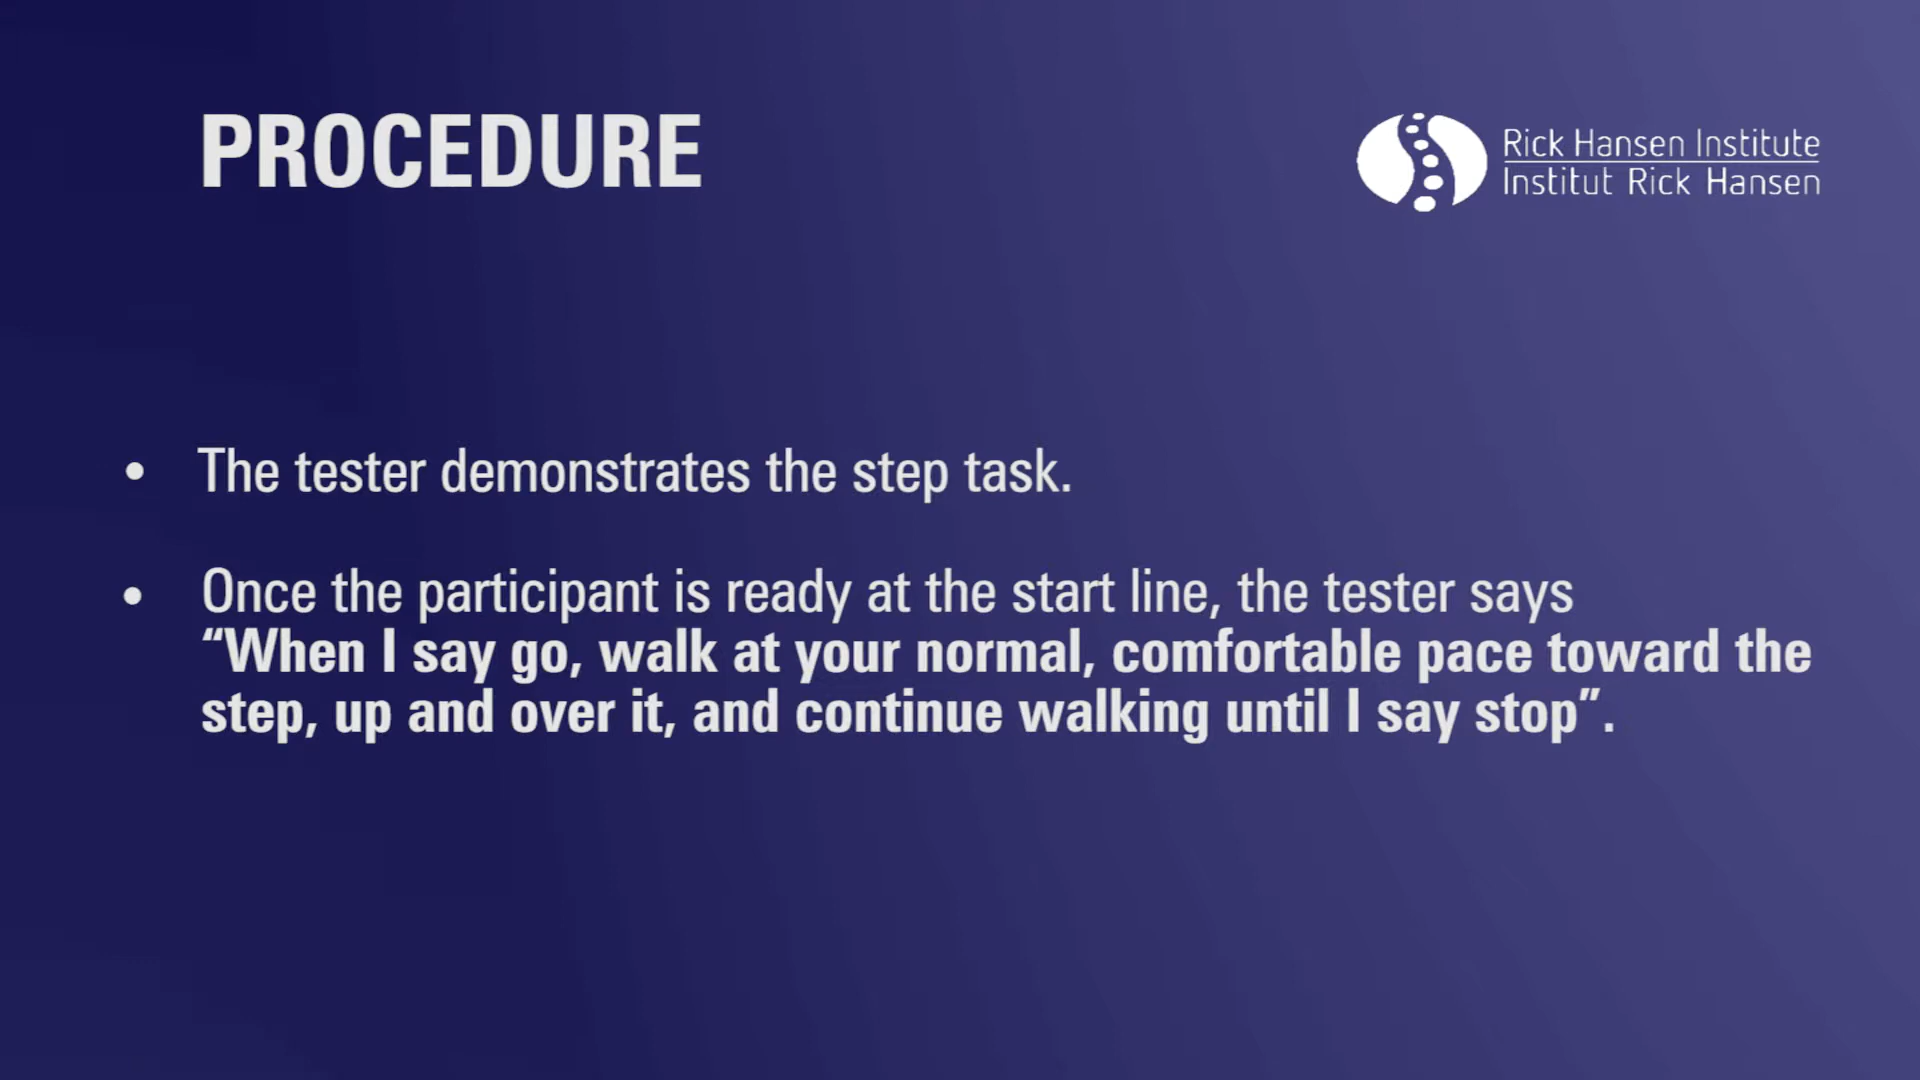 PROCEDURE
Rick Hansen Institute
Institut Rick Hansen
• The tester demonstrates the step task.
• Once the participant is ready at the start line, the tester says
“When I say go, walk at your normal, comfortable pace toward the
step, up and over it, and continue walking until I say stop”.